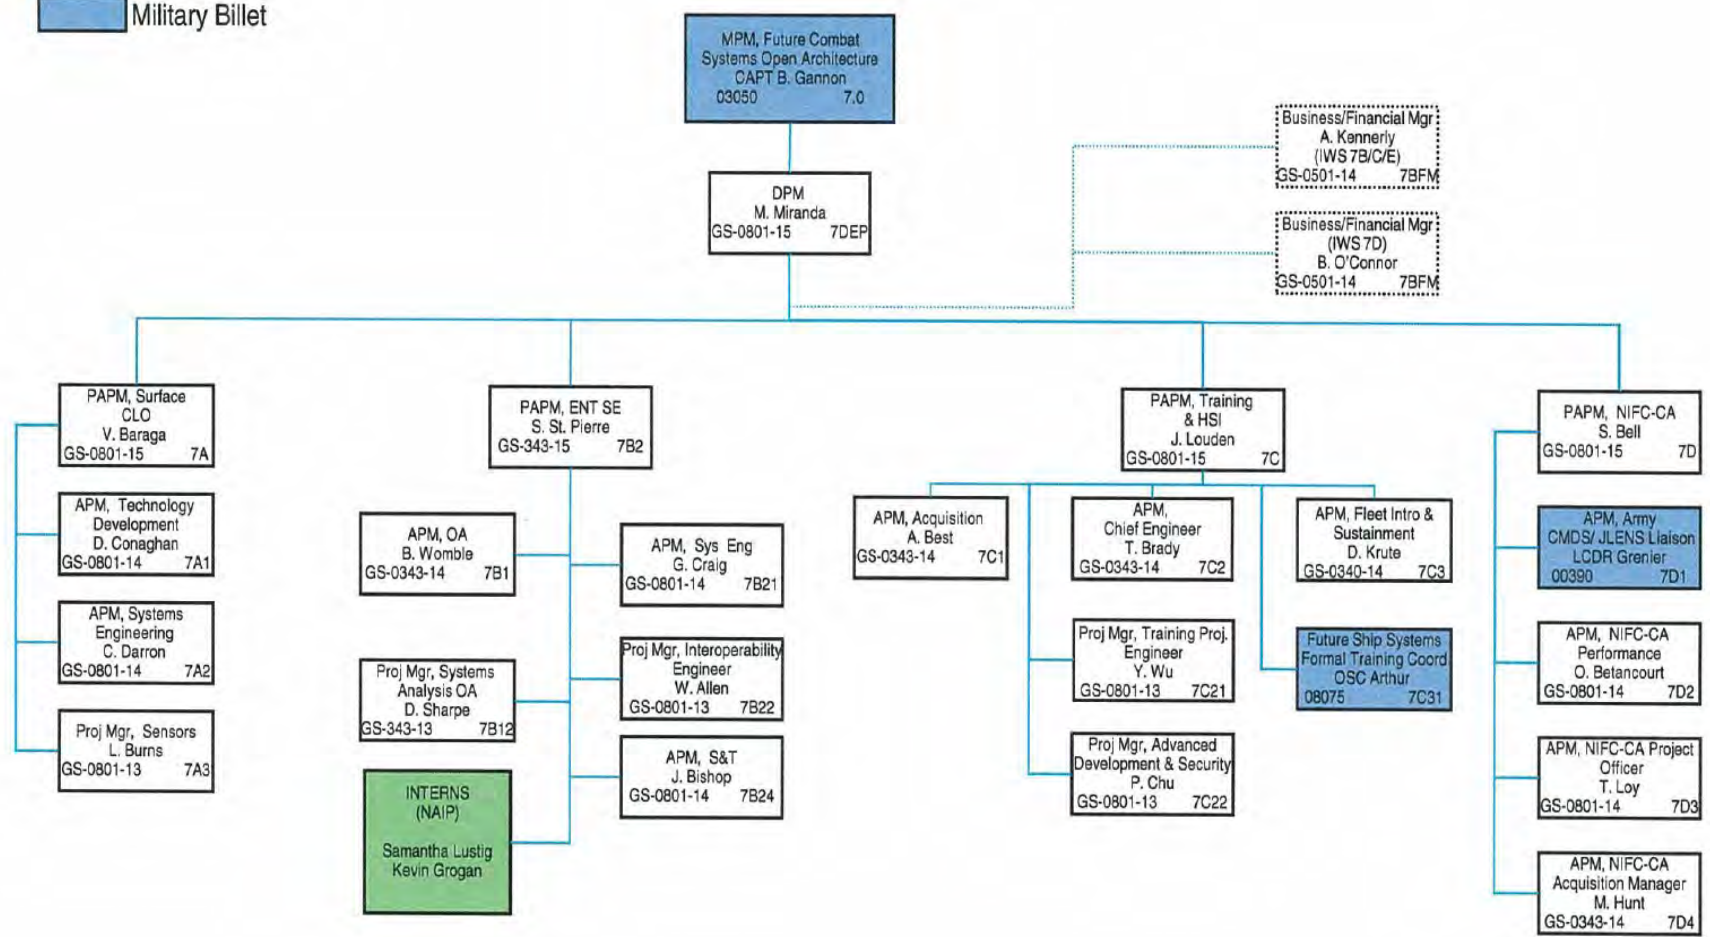 Military Billet
MPM, Future Combat
Systems Open Architecture
CAPT B. Gannon
03050 7.0
DPM
M. Miranda
GS-0801-15 7DEP
Business/Financial Mgr
A. Kennerly
(IWS 7B/C/E)
GS-0501-14 7BFM
Business/Financial Mgr
(IWS 7D)
B. O'Connor
GS-0501-14 7BFM
PAPM, Surface
CLO
V. Baraga
GS-0801-15 7A
APM, Technology
Development
D. Conaghan
GS-0801-14 7A1
APM, Systems
Engineering
C. Darron
GS-0801-14 7A2
Proj Mgr, Sensors
L. Burns
GS-0801-13 7A3
PAPM, ENT SE
S. St. Pierre
GS-343-15 7B2
APM, OA
B. Womble
GS-0343-14 7B1
Proj Mgr, Systems
Analysis OA
D. Sharpe
GS-343-13 7B12
INTERNS
(NAIP)
Samantha Lustig
Kevin Grogan
APM, Sys Eng
G. Craig
GS-0801-14 7B21
Proj Mgr, Interoperability
Engineer
W. Allen
GS-0801-13 7B22
APM, S&T
J. Bishop
GS-0801-14 7B24
PAPM, Training
& HSI
J. Louden
GS-0801-15 7C
APM, Acquisition
A. Best
GS-0343-14 7C1
APM,
Chief Engineer
T. Brady
GS-0343-14 7C2
APM, Fleet Intro &
Sustainment
D. Krute
GS-0340-14 7C3
Proj Mgr, Training Proj.
Engineer
Y. Wu
GS-0801-13 7C21
Future Ship Systems
Formal Training Coord
OSC Arthur
08075 7C31
Proj Mgr, Advanced
Development & Security
P. Chu
GS-0801-13 7C22
PAPM, NIFC-CA
S. Bell
GS-0801-15 7D
APM, Army
CMDS/ JLENS Liaison
LCDR Grenier
00390 7D1
APM, NIFC-CA
Performance
O. Betancourt
GS-0801-14 7D2
APM, NIFC-CA Project
Officer
T. Loy
GS-0801-14 7D3
APM, NIFC-CA
Acquisition Manager
M. Hunt
GS-0343-14 7D4